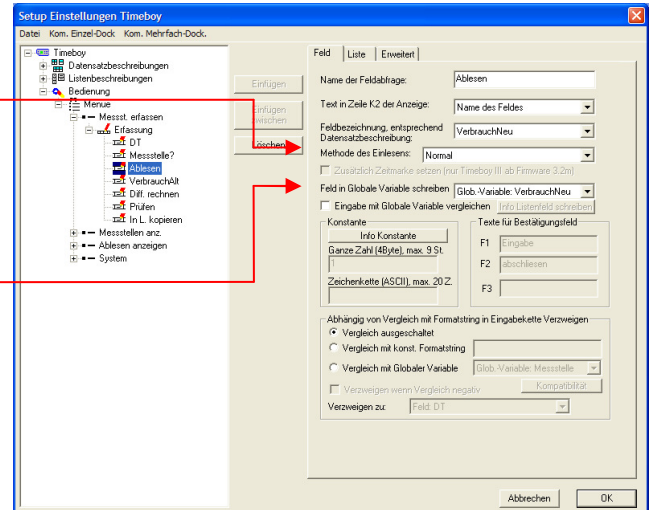 Setup Einstellungen Timeboy
Datei Kom. Einzel-Dock Kom. Mehrfach-Dock.
Timeboy
Datensatzbeschreibungen
Listenbeschreibungen
Bedienung
Menue
Messst. erfassen
Erfassung
DT
Messstelle?
Ablesen
VerbrauchAlt
Diff. rechnen
Prüfen
In L. kopieren
Messstellen anz.
Ablesen anzeigen
System
Einfügen
Einfügen
zwischen
Löschen
Feld Liste Erweitert
Name der Feldabfrage: Ablesen
Text in Zeile K2 der Anzeige: Name des Feldes
Feldbezeichnung, entsprechend
Datensatzbeschreibung: VerbrauchNeu
Methode des Einlesens: Normal
Zusätzlich Zeitmarke setzen (nur Timeboy III ab Firmware 3.2m)
Feld in Globale Variable schreiben Glob.-Variable: VerbrauchNeu
Eingabe mit Globale Variable vergleichen Info Listenfeld schreiben
Konstante
Info Konstante
Ganze Zahl (4Byte), max. 9 St.
1
Zeichenkette (ASCII), max. 20 Z.
Texte für Bestätigungsfeld
F1 Eingabe
F2 abschliesen
F3
Abhängig von Vergleich mit Formatstring in Eingabekette Verzweigen
Vergleich ausgeschaltet
Vergleich mit konst. Formatstring
Vergleich mit Globaler Variable Glob.-Variable: Messstelle
Verzweigen wenn Vergleich negativ Kompatibilität
Verzweigen zu: Feld: DT
Abbrechen OK